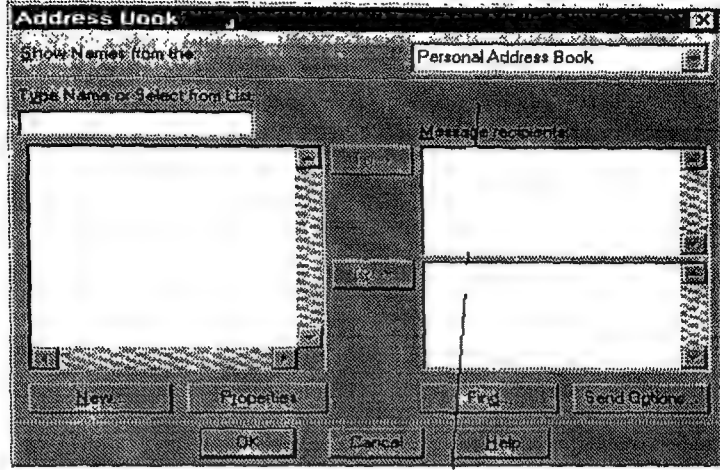 Address Book
Show Names from the:
Personal Address Book
Type Name or Select from List:
Message recipients
New...
Properties
Find...
Send Options...
OK
Cancel
Help